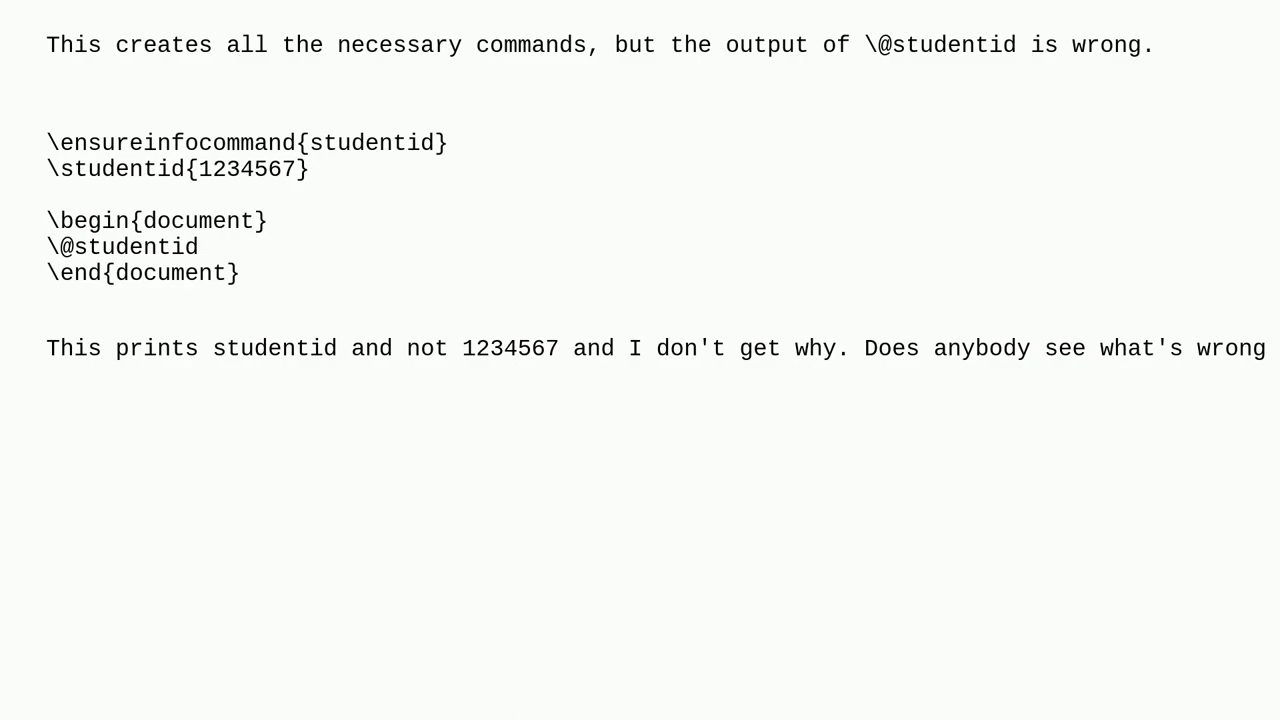 This creates all the necessary commands, but the output of \@studentid is wrong.
\ensureinfocommand{studentid}
\studentid{1234567}
\begin{document}
\@studentid
\end{document}
This prints studentid and not 1234567 and I don't get why. Does anybody see what's wrong